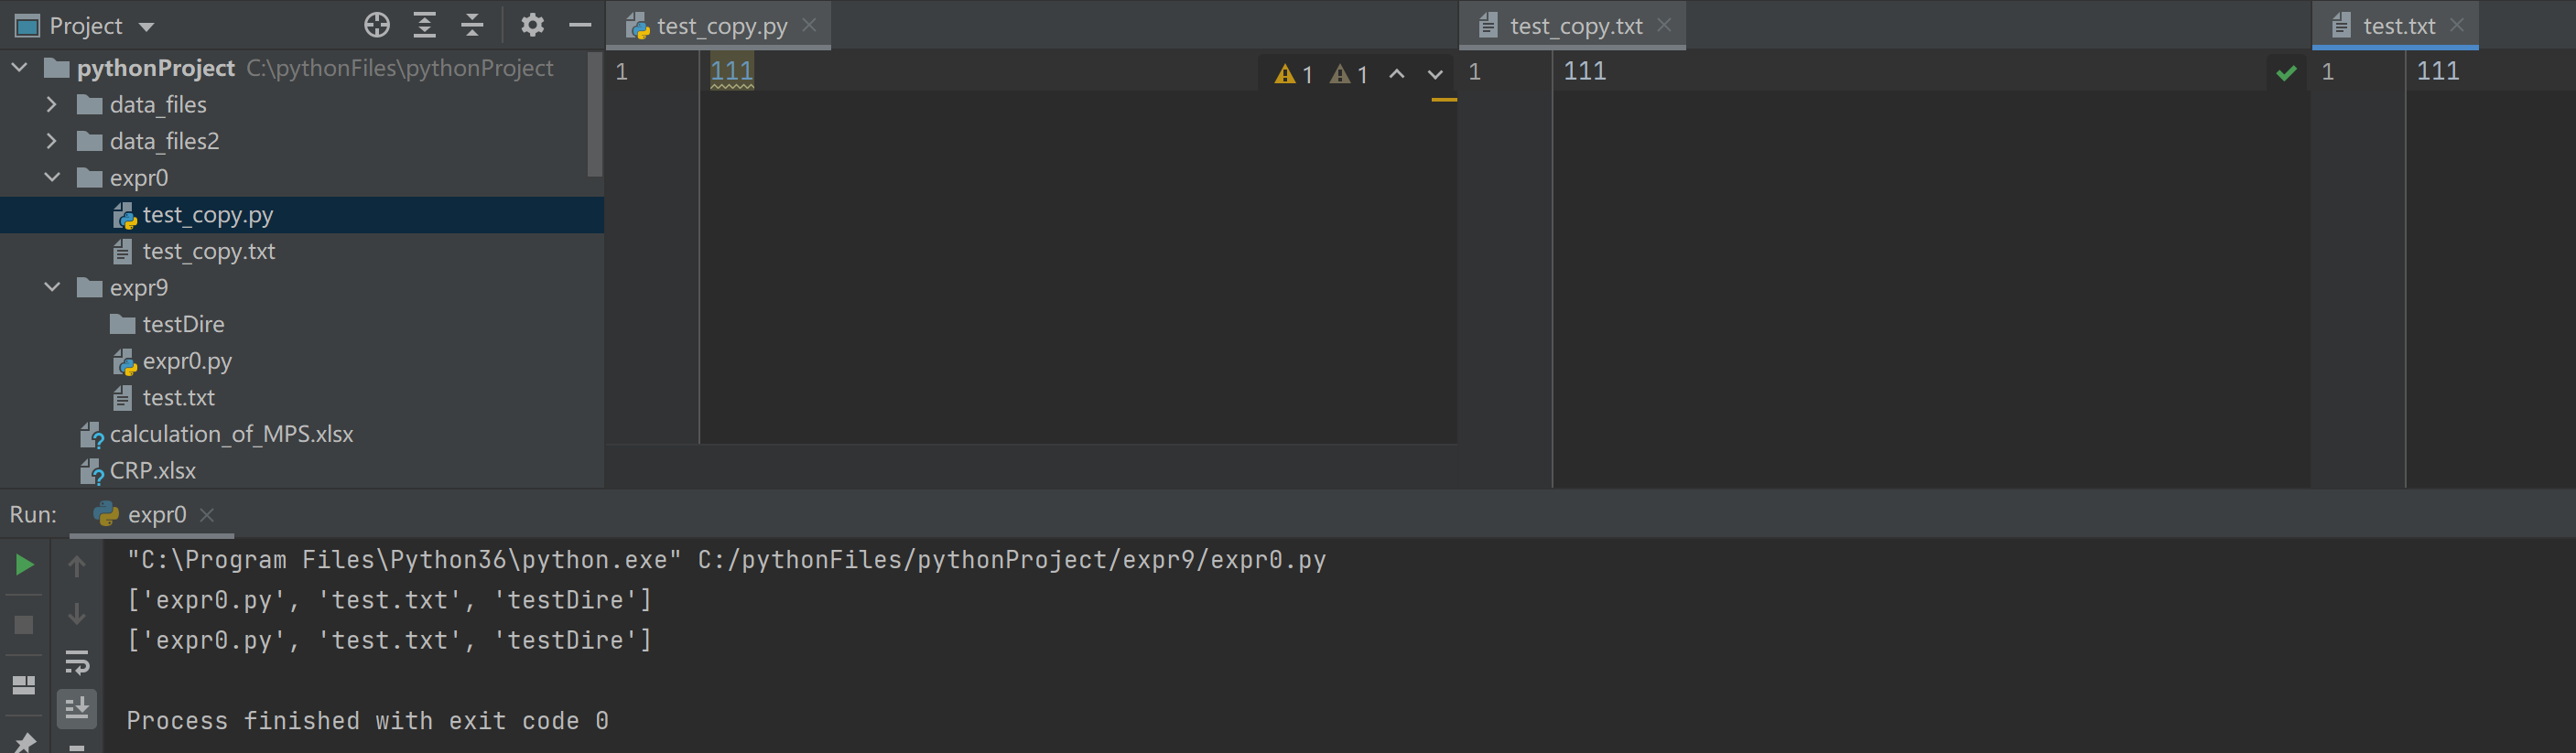 Project
test_copy.py
test_copy.txt
test.txt
pythonProject C:\pythonFiles\pythonProject
1 111
1 1
1 111
1 111
data_files
data_files2
expr0
test_copy.py
test_copy.txt
expr9
testDire
expr0.py
test.txt
calculation_of_MPS.xlsx
CRP.xlsx
Run: expr0
"C:\Program Files\Python36\python.exe" C:/pythonFiles/pythonProject/expr9/expr0.py
['expr0.py', 'test.txt', 'testDire']
['expr0.py', 'test.txt', 'testDire']
Process finished with exit code 0